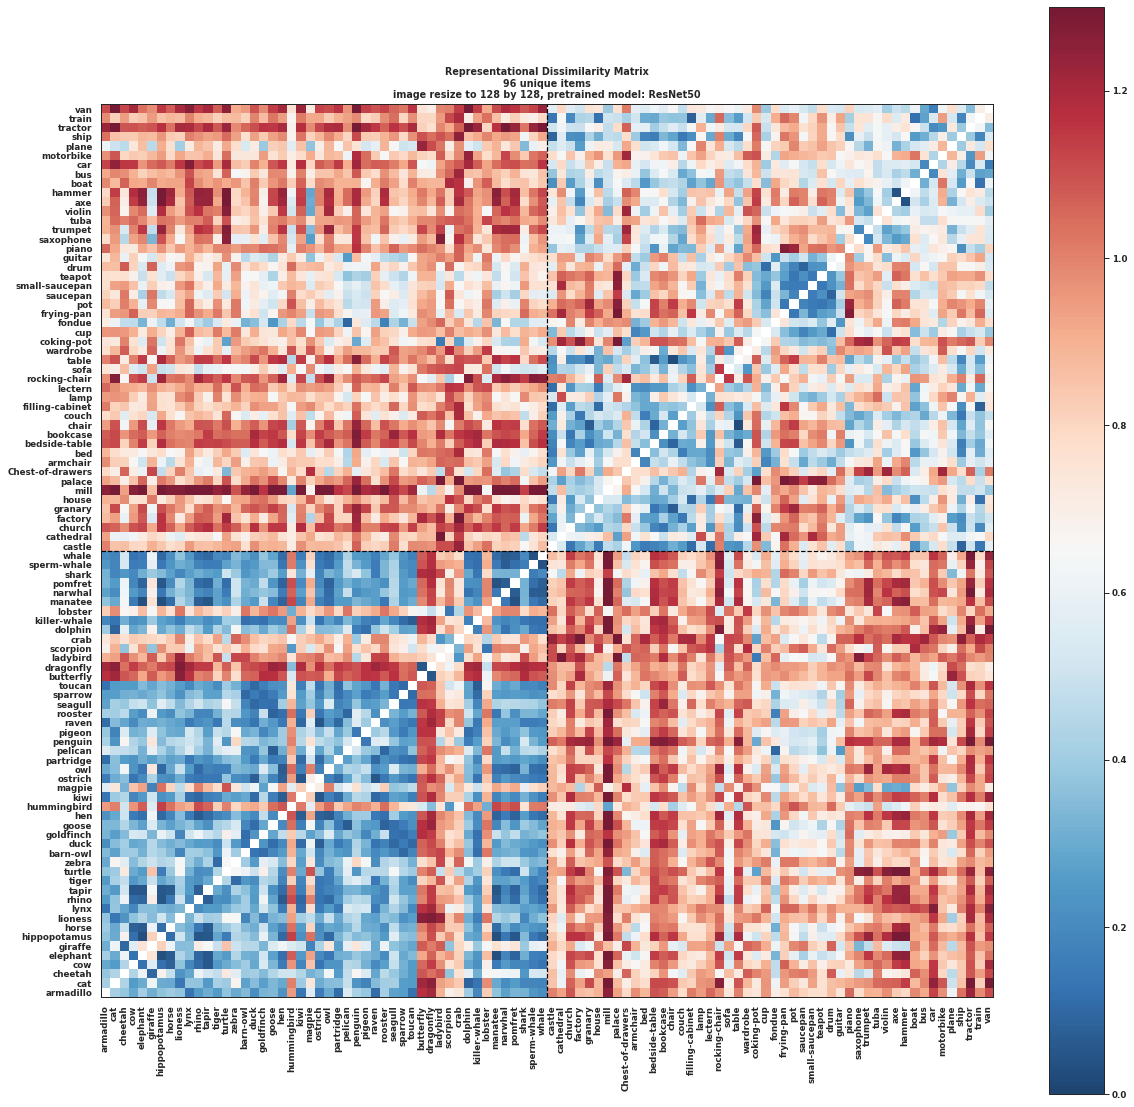 Representational Dissimilarity Matrix
96 unique items
image resize to 128 by 128, pretrained model: ResNet50
van
train
tractor
ship
plane
motorbike
car
bus
boat
hammer
axe
violin
tuba
trumpet
saxophone
piano
guitar
drum
teapot
small-saucepan
saucepan
pot
frying-pan
fondue
cup
coking-pot
wardrobe
table
sofa
rocking-chair
lectern
lamp
filling-cabinet
couch
chair
bookcase
bedside-table
bed
armchair
Chest-of-drawers
palace
mill
house
granary
factory
church
cathedral
castle
whale
sperm-whale
shark
pomfret
narwhal
manatee
lobster
killer-whale
dolphin
crab
scorpion
ladybird
dragonfly
butterfly
toucan
sparrow
seagull
rooster
raven
pigeon
penguin
pelican
partridge
owl
ostrich
magpie
kiwi
hummingbird
hen
goose
goldfinch
duck
barn-owl
zebra
turtle
tiger
tapir
rhino
lynx
lioness
horse
hippopotamus
giraffe
elephant
cow
cheetah
cat
armadillo
armadillo
cat
cheetah
cow
elephant
giraffe
hippopotamus
horse
lioness
lynx
rhino
tapir
tiger
turtle
zebra
barn-owl
duck
goldfinch
goose
hen
hummingbird
kiwi
magpie
ostrich
owl
partridge
pelican
penguin
pigeon
raven
rooster
seagull
sparrow
toucan
butterfly
dragonfly
ladybird
scorpion
crab
dolphin
killer-whale
lobster
manatee
narwhal
pomfret
shark
sperm-whale
whale
castle
cathedral
church
factory
granary
house
mill
palace
Chest-of-drawers
armchair
bed
bedside-table
bookcase
chair
couch
filling-cabinet
lamp
lectern
rocking-chair
sofa
table
wardrobe
coking-pot
cup
fondue
frying-pan
pot
saucepan
small-saucepan
teapot
drum
guitar
piano
saxophone
trumpet
tuba
violin
axe
hammer
boat
bus
car
motorbike
plane
ship
tractor
train
van
1.2
1.0
0.8
0.6
0.4
0.2
0.0